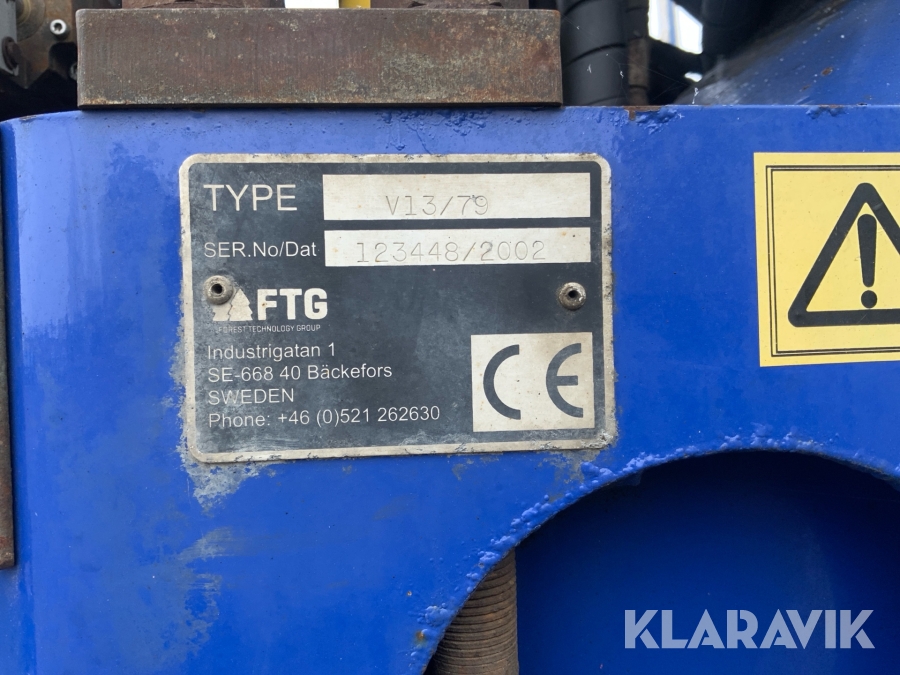 TYPE V13/79
SER.No/Dat 123448/2002
FTG
FOREST TECHNOLOGY GROUP
Industrigatan 1
SE-668 40 Bäckefors
SWEDEN
Phone: +46 (0)521 262630
CE
KLARAVIK